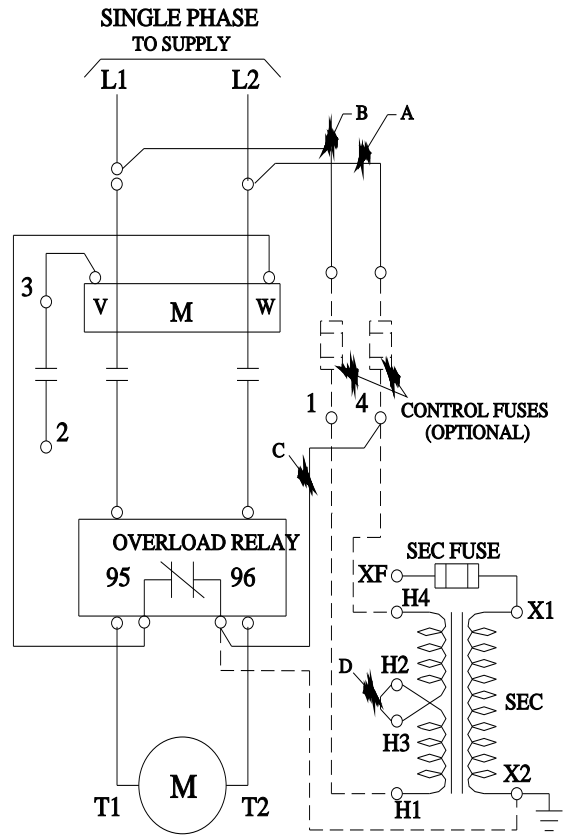 SINGLE PHASE
TO SUPPLY
L1 L2
B A
3
V M W
2
1 4
CONTROL FUSES
(OPTIONAL)
C
OVERLOAD RELAY
95 96
SEC FUSE
XF
H4 X1
D H2
SEC
H3
X2
T1 M T2
H1